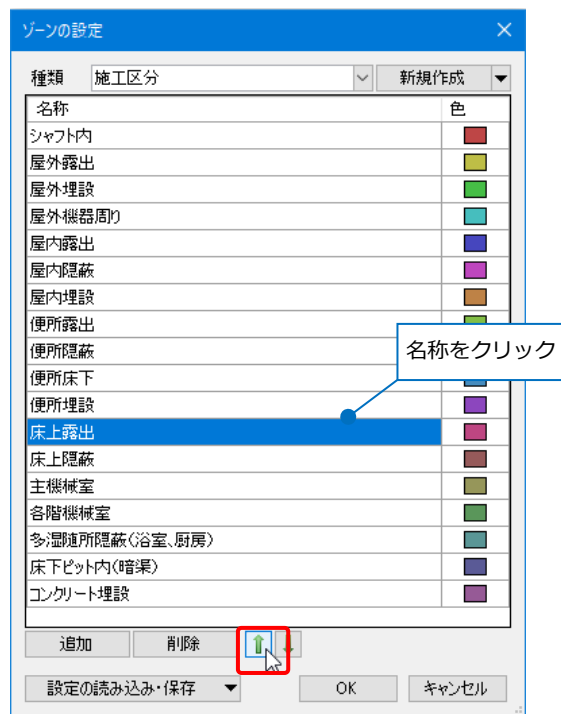 ゾーンの設定
種類 施工区分 新規作成
名称 色
シャフト内
屋外露出
屋外埋設
屋外機器周り
屋内露出
屋内隠蔽
屋内埋設
便所露出
便所隠蔽
名称をクリック
便所床下
便所埋設
床上露出
床上隠蔽
主機械室
各階機械室
多湿随所隠蔽(浴室、厨房)
床下ピット内(暗渠)
コンクリート埋設
追加 削除
設定の読み込み・保存 OK キャンセル